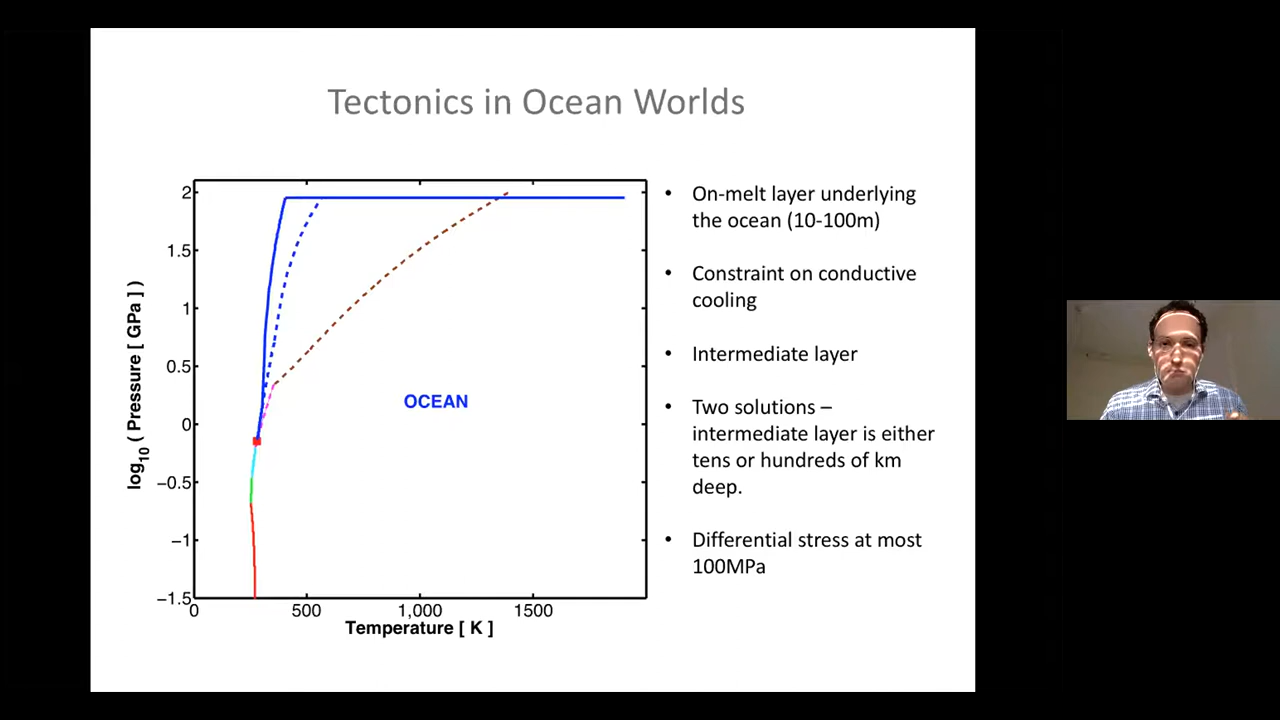 Tectonics in Ocean Worlds
2
1.5
1
0.5
0
−0.5
−1
−1.5
log10 ( Pressure [ GPa ] )
OCEAN
0
500
1,000
1500
Temperature [ K ]
• On-melt layer underlying
the ocean (10-100m)
• Constraint on conductive
cooling
• Intermediate layer
• Two solutions –
intermediate layer is either
tens or hundreds of km
deep.
• Differential stress at most
100MPa